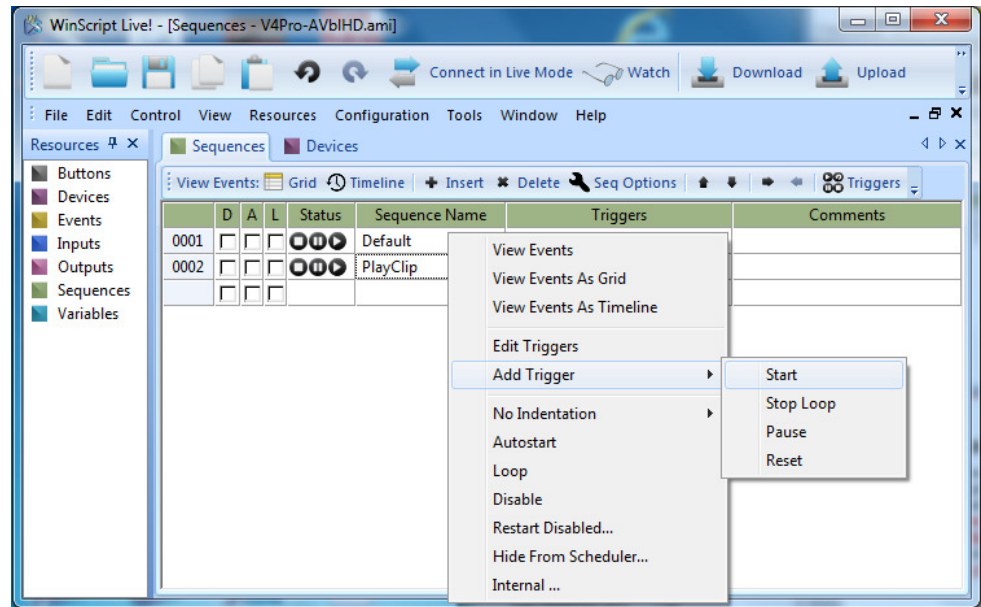 WinScript Live! - [Sequences - V4Pro-AVbIHD.ami]
Connect in Live Mode Watch Download Upload
File Edit Control View Resources Configuration Tools Window Help
Resources
Sequences Devices
Buttons
Devices
Events
Inputs
Outputs
Sequences
Variables
View Events: Grid Timeline Insert Delete Seq Options Triggers
D A L Status Sequence Name Triggers Comments
0001 Default
0002 PlayClip
View Events
View Events As Grid
View Events As Timeline
Edit Triggers
Add Trigger
No Indentation
Autostart
Loop
Disable
Restart Disabled...
Hide From Scheduler...
Internal ...
Start
Stop Loop
Pause
Reset